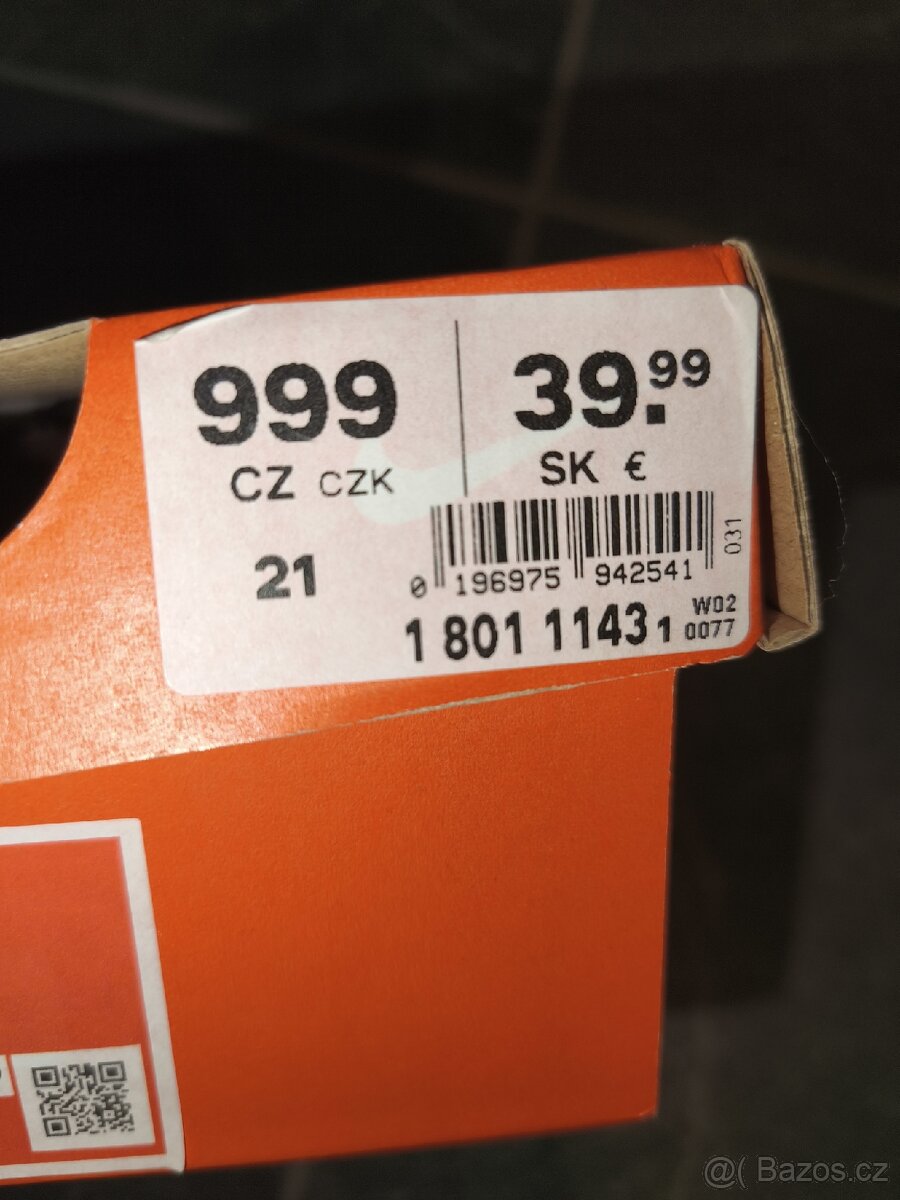 999
CZ CZK
39.99
SK €
21
0 196975 942541
031
1 801 1143 1
W02
0077
@( Bazos.cz